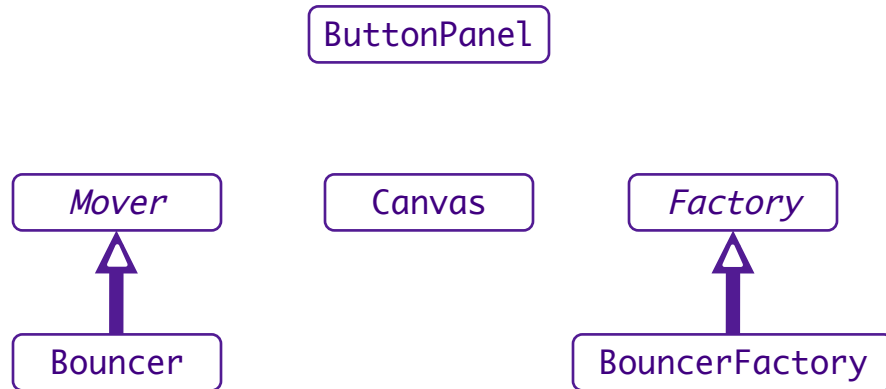 ButtonPanel
Mover
Canvas
Factory
Bouncer
BouncerFactory